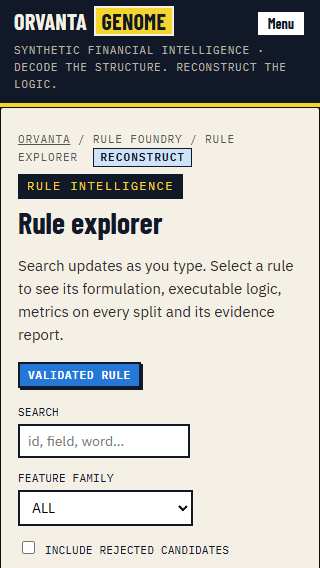 ORVANTA GENOME
Menu
SYNTHETIC FINANCIAL INTELLIGENCE ·
DECODE THE STRUCTURE. RECONSTRUCT THE
LOGIC.
ORVANTA / RULE FOUNDRY / RULE
EXPLORER RECONSTRUCT
RULE INTELLIGENCE
Rule explorer
Search updates as you type. Select a rule
to see its formulation, executable logic,
metrics on every split and its evidence
report.
VALIDATED RULE
SEARCH
id, field, word...
FEATURE FAMILY
ALL
INCLUDE REJECTED CANDIDATES